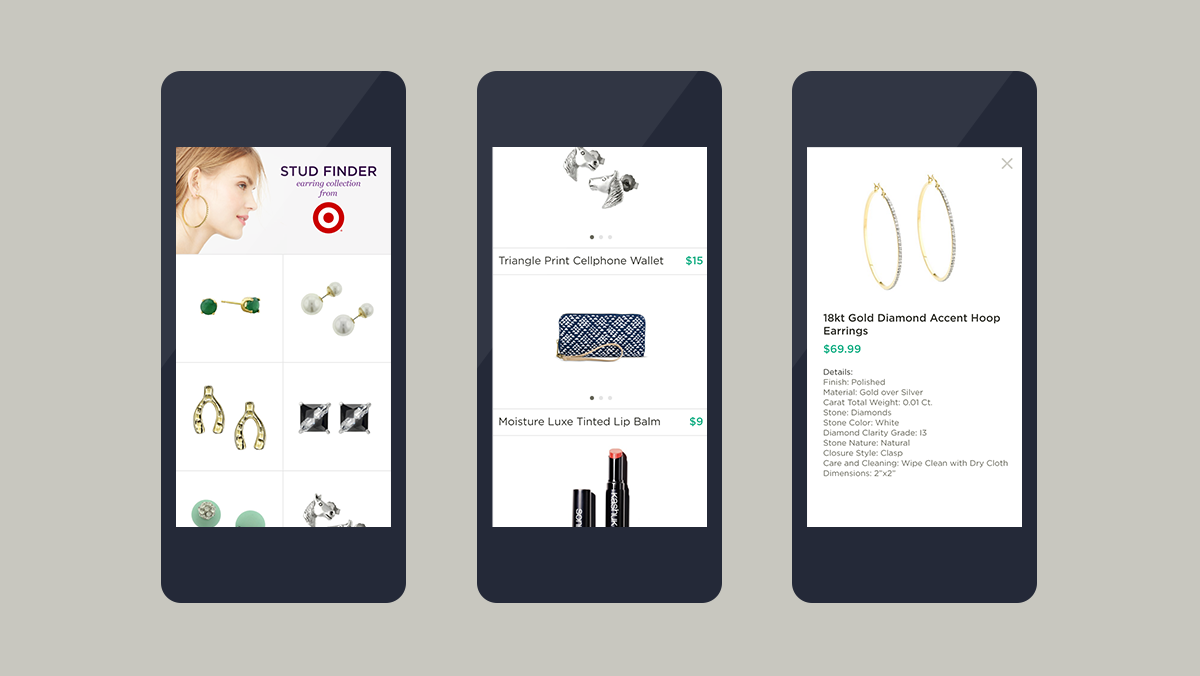 STUD FINDER
earring collection
from
Triangle Print Cellphone Wallet $15
Moisture Luxe Tinted Lip Balm $9
18kt Gold Diamond Accent Hoop
Earrings
$69.99
Details:
Finish: Polished
Material: Gold over Silver
Carat Total Weight: 0.01 Ct.
Stone: Diamonds
Stone Color: White
Diamond Clarity Grade: I3
Stone Nature: Natural
Closure Style: Clasp
Care and Cleaning: Wipe Clean with Dry Cloth
Dimensions: 2"x2"